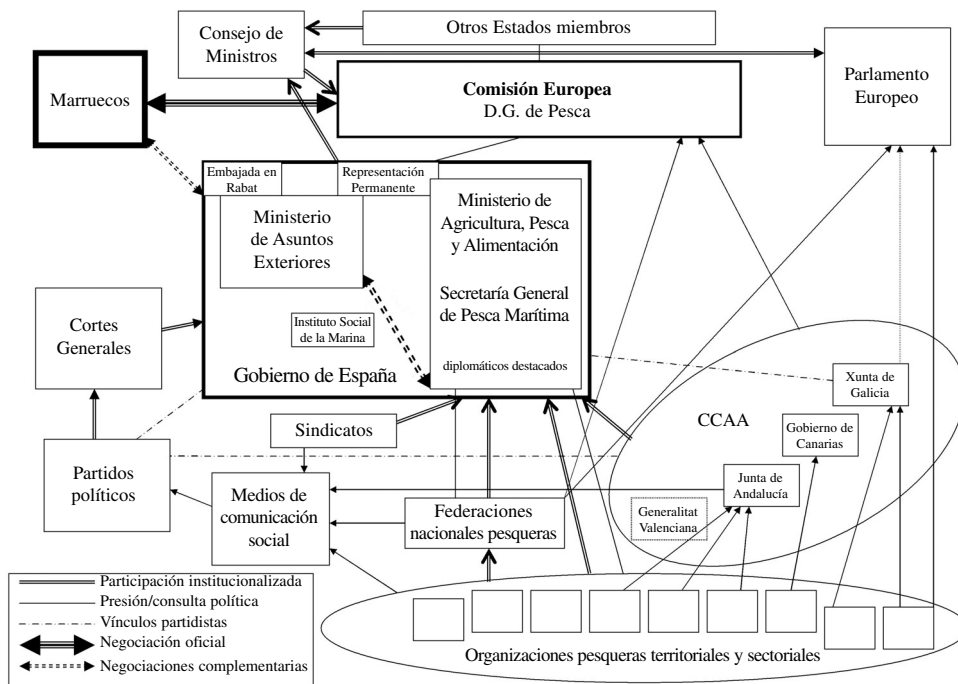 Otros Estados miembros
Consejo de
Ministros
Marruecos
Comisión Europea
D.G. de Pesca
Parlamento
Europeo
Embajada en
Rabat
Representación
Permanente
Ministerio
de Asuntos
Exteriores
Ministerio de
Agricultura, Pesca
y Alimentación
Secretaría General
de Pesca Marítima
diplomáticos destacados
Instituto Social
de la Marina
Gobierno de España
Cortes
Generales
Xunta de
Galicia
CCAA
Gobierno de
Canarias
Sindicatos
Partidos
políticos
Medios de
comunicación
social
Federaciones
nacionales pesqueras
Junta de
Andalucía
Generalitat
Valenciana
Participación institucionalizada
Presión/consulta política
Vínculos partidistas
Negociación oficial
Negociaciones complementarias
Organizaciones pesqueras territoriales y sectoriales